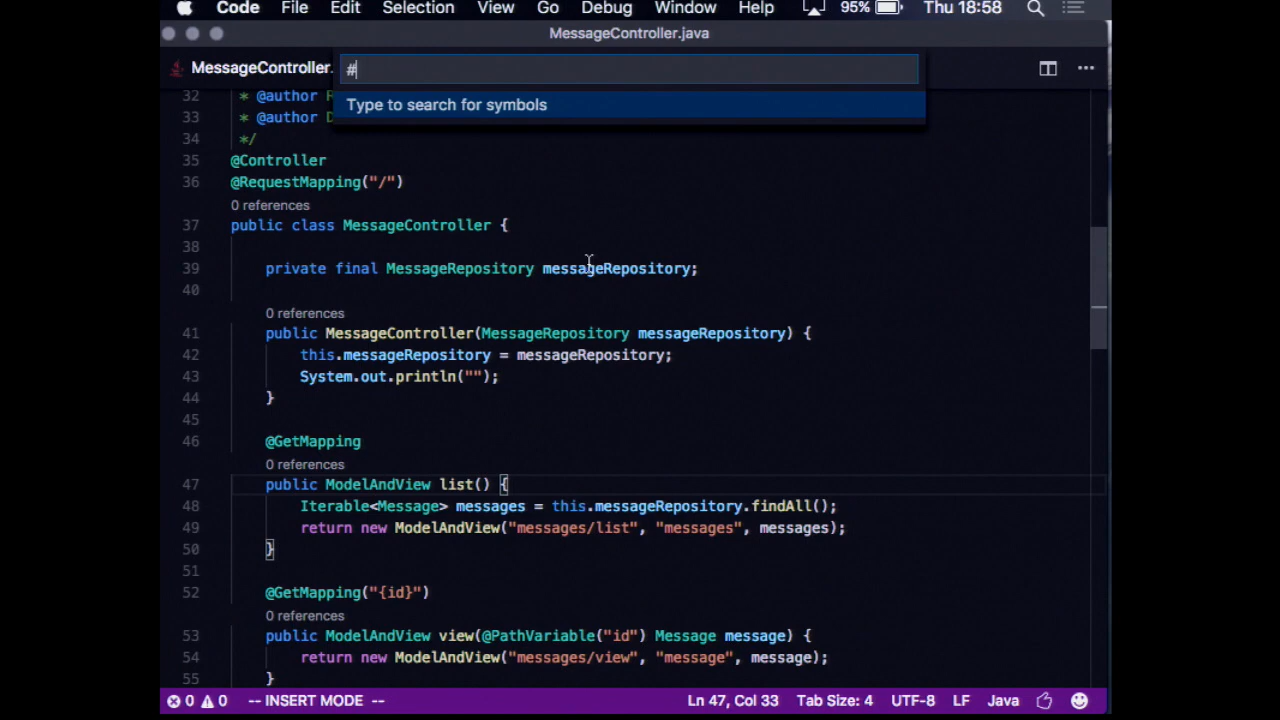 Code File Edit Selection View Go Debug Window Help 95% Thu 18:58
MessageController.java
MessageController.
#
Type to search for symbols
32 * @author R
33 * @author D
34 */
35 @Controller
36 @RequestMapping("/")
0 references
37 public class MessageController {
38
39 private final MessageRepository messageRepository;
40
0 references
41 public MessageController(MessageRepository messageRepository) {
42 this.messageRepository = messageRepository;
43 System.out.println("");
44 }
45
46 @GetMapping
0 references
47 public ModelAndView list() {
48 Iterable<Message> messages = this.messageRepository.findAll();
49 return new ModelAndView("messages/list", "messages", messages);
50 }
51
52 @GetMapping("{id}")
0 references
53 public ModelAndView view(@PathVariable("id") Message message) {
54 return new ModelAndView("messages/view", "message", message);
55 }
0 0 -- INSERT MODE -- Ln 47, Col 33 Tab Size: 4 UTF-8 LF Java